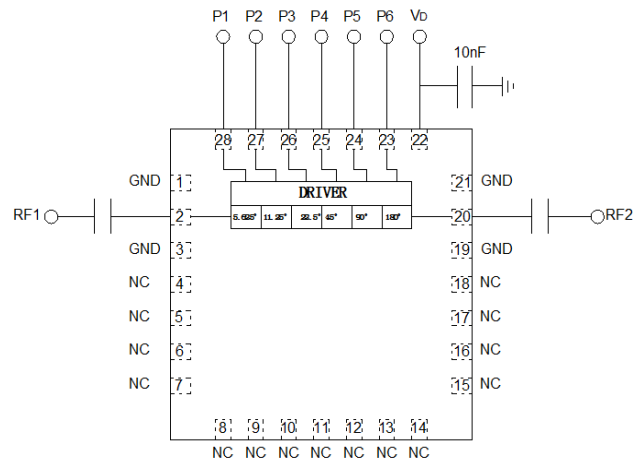 P1 P2 P3 P4 P5 P6 VD
10nF
28 27 26 25 24 23 22
GND 1 21 GND
DRIVER
RF1 2 5.625° 11.25° 22.5° 45° 90° 180° 20 RF2
GND 3 19 GND
NC 4 18 NC
NC 5 17 NC
NC 6 16 NC
NC 7 15 NC
8 9 10 11 12 13 14
NC NC NC NC NC NC NC